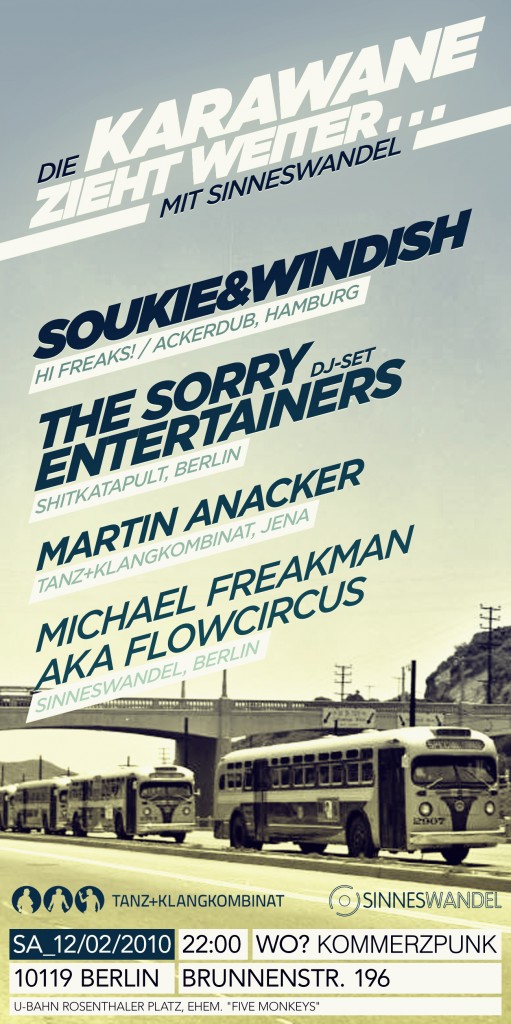 DIE KARAWANE
ZIEHT WEITER...
MIT SINNESWANDEL
SOUKIE&WINDISH
HI FREAKS! / ACKERDUB, HAMBURG
THE SORRY DJ-SET
ENTERTAINERS
SHITKATAPULT, BERLIN
MARTIN ANACKER
TANZ+KLANGKOMBINAT, JENA
MICHAEL FREAKMAN
AKA FLOWCIRCUS
SINNESWANDEL, BERLIN
2907
TANZ+KLANGKOMBINAT SINNESWANDEL
SA_12/02/2010 22:00 WO? KOMMERZPUNK
10119 BERLIN BRUNNENSTR. 196
U-BAHN ROSENTHALER PLATZ, EHEM. "FIVE MONKEYS"